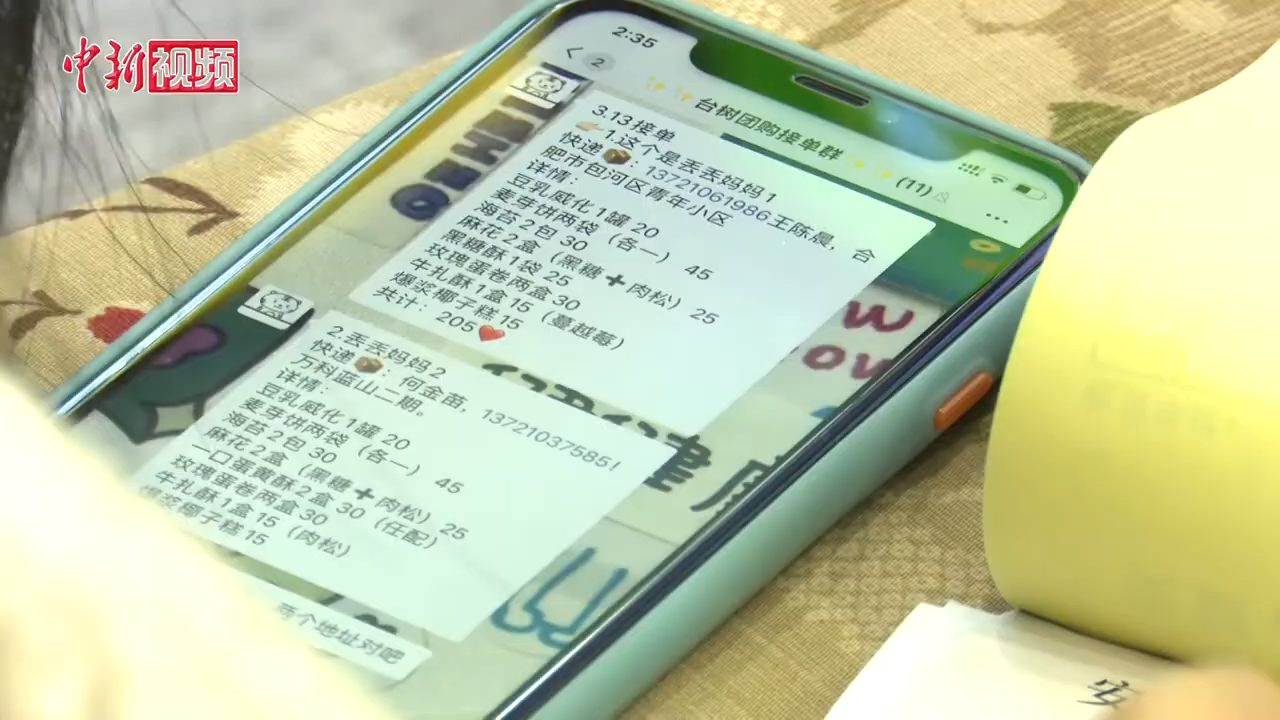 中新视频
2:35
2
台树团购接单群
(11)
3.13接单
1.这个是丢丢妈妈1
快递📦：13721061986王陈晨，合
肥市包河区青年小区
详情：
豆乳威化1罐 20
麦芽饼两袋（各一） 45
海苔2包 30
麻花2盒（黑糖➕肉松） 25
黑糖酥1袋 25
玫瑰蛋卷两盒 30
牛扎酥1盒15（蔓越莓）
爆浆椰子糕 15
共计：205❤️
2.丢丢妈妈2
快递📦：何金苗，13721037585！
万科蓝山二期。
详情：
豆乳威化1罐 20
麦芽饼两袋（各一） 45
海苔2包 30
麻花2盒（黑糖➕肉松） 25
一口蛋黄酥2盒 30（任配）
玫瑰蛋卷两盒30
牛扎酥1盒15（肉松）
爆浆椰子糕 15
两个地址对吧
安